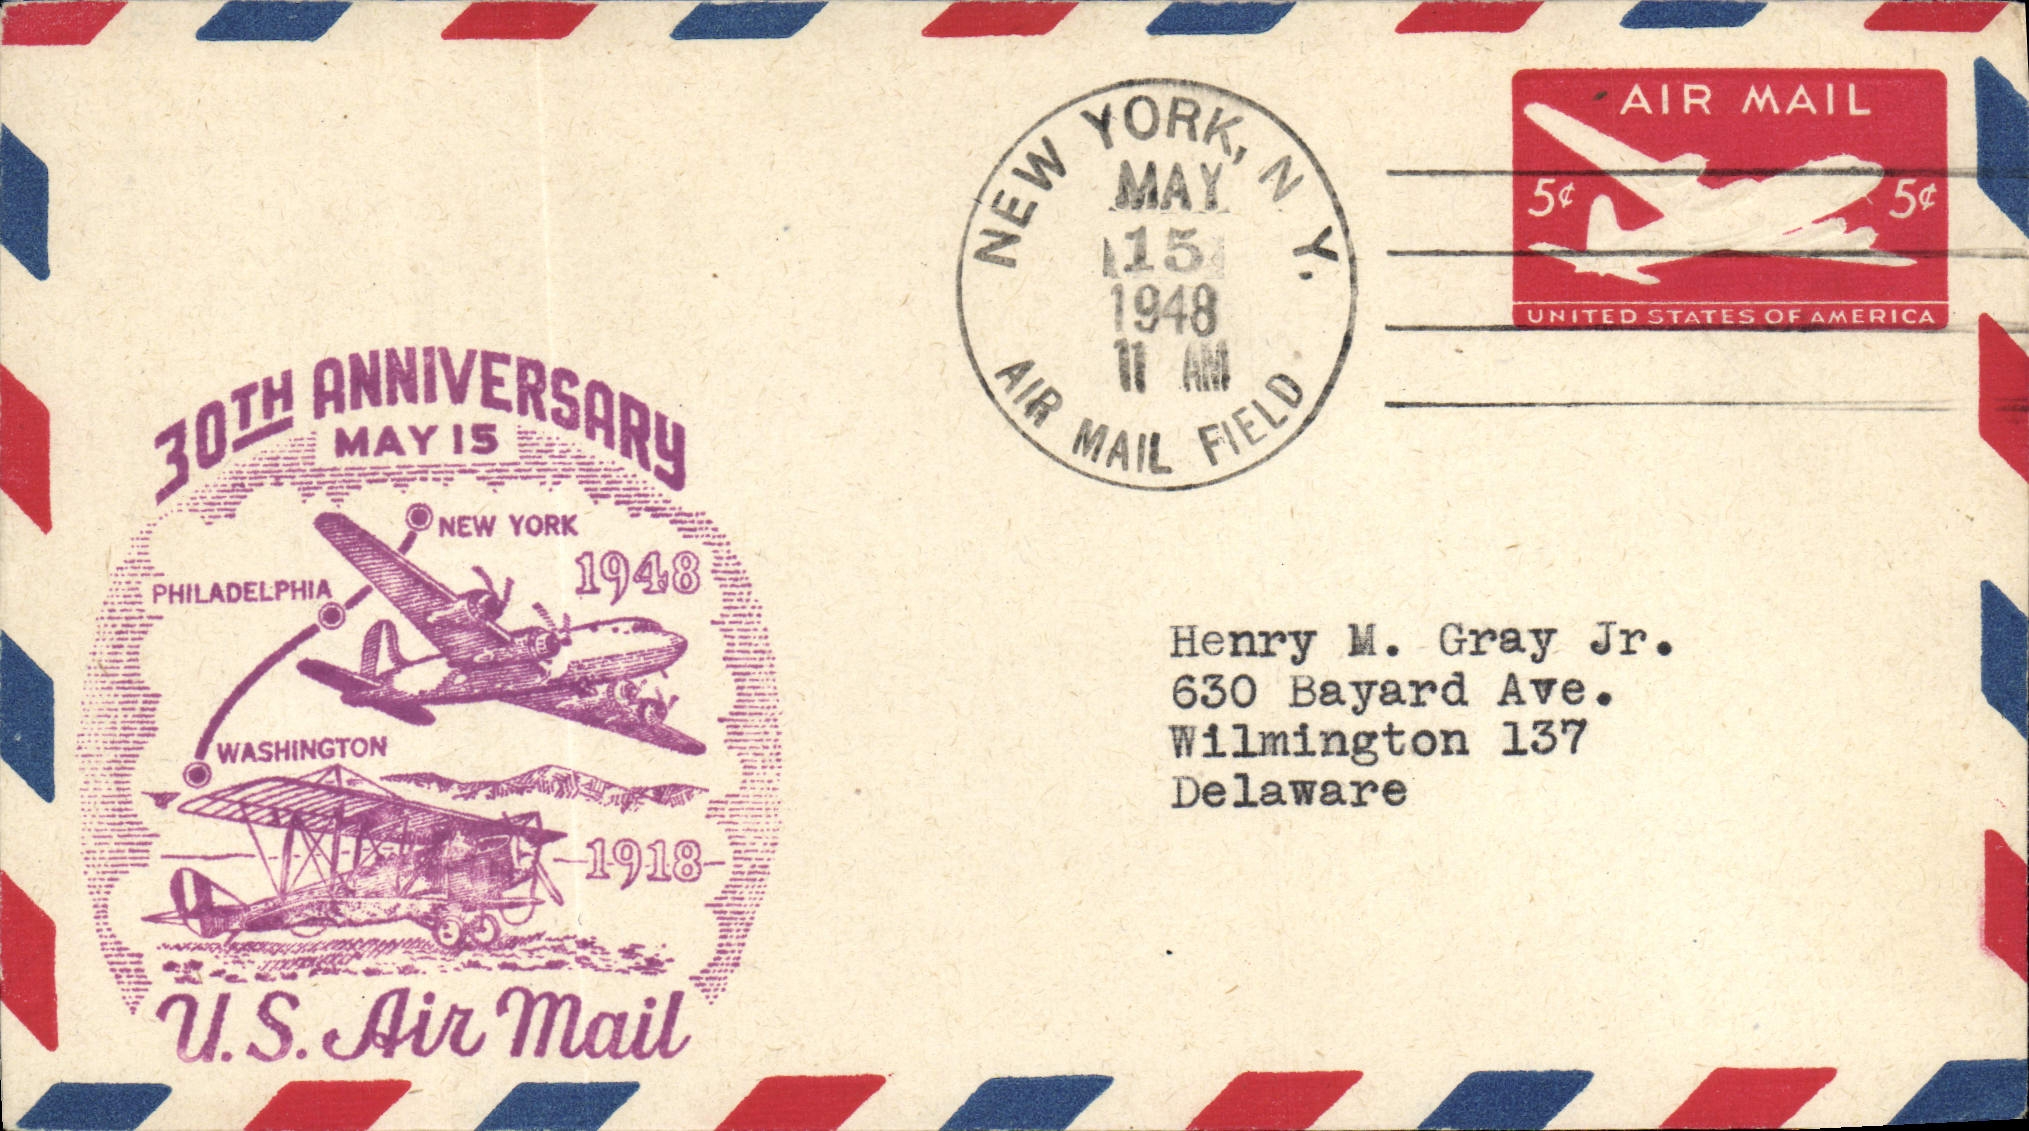 AIR MAIL
5¢ 5¢
UNITED STATES OF AMERICA
NEW YORK, N. Y.
MAY
15
1948
11 AM
AIR MAIL FIELD
30TH ANNIVERSARY
MAY 15
NEW YORK
1948
PHILADELPHIA
WASHINGTON
1918
U.S. Air Mail
Henry M. Gray Jr.
630 Bayard Ave.
Wilmington 137
Delaware